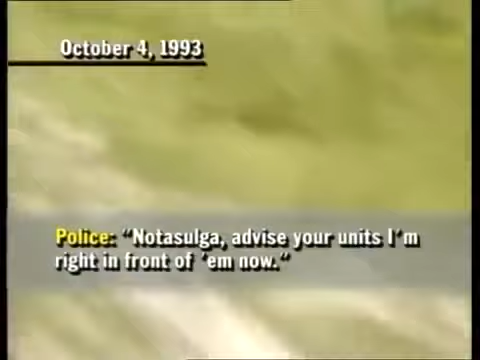 October 4, 1993
Police: "Notasulga, advise your units I'm
right in front of 'em now."